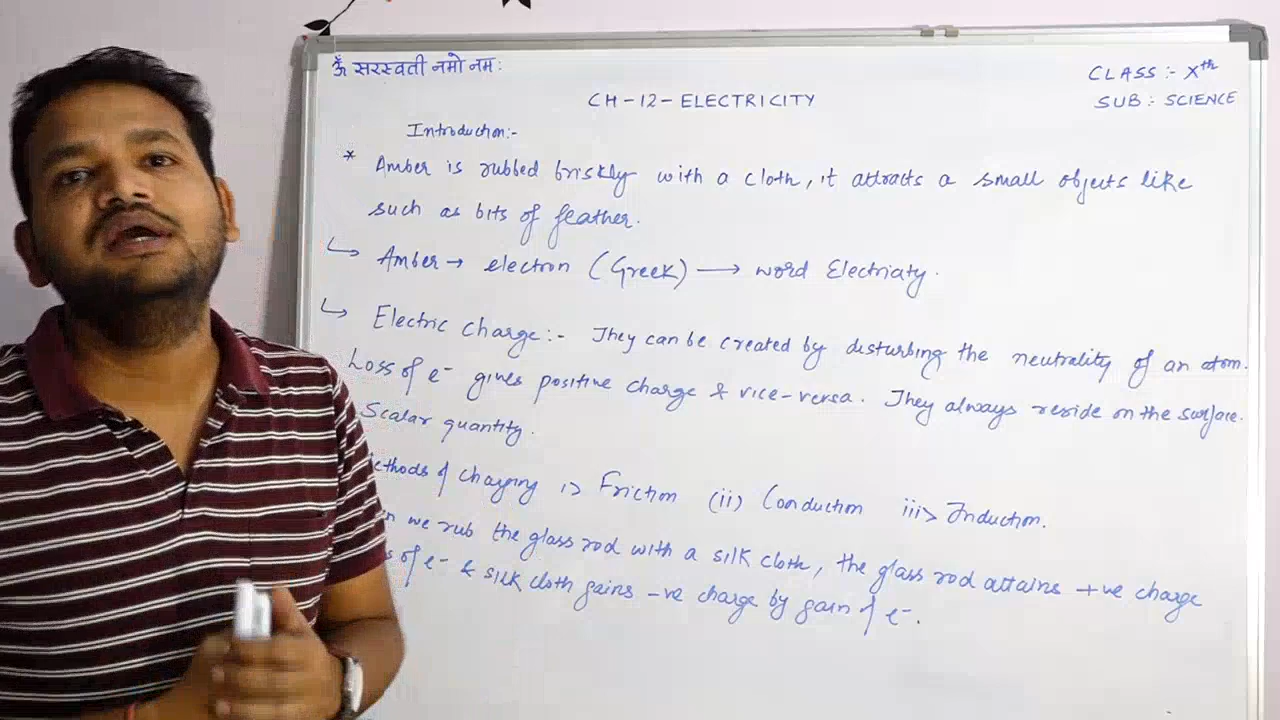 ॐ सरस्वती नमो नमः
CLASS :- Xth
SUB : SCIENCE
CH-12-ELECTRICITY
Introduction:-
* Amber is rubbed briskly with a cloth, it attracts a small objects like
such as bits of feather.
↳ Amber → electron (Greek) → word Electricity.
↳ Electric charge:- They can be created by disturbing the neutrality of an atom.
Loss of e⁻ gives positive charge & vice-versa. They always reside on the surface.
Scalar quantity.
ethods of charging i> Friction (ii) Conduction iii> Induction.
n we rub the glass rod with a silk cloth, the glass rod attains +ve charge
s of e⁻ & silk cloth gains -ve charge by gain of e⁻.